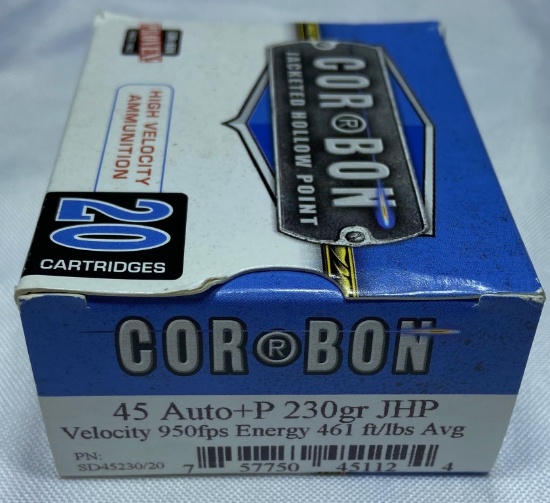 COR®BON
JACKETED HOLLOW POINT
HIGH VELOCITY
AMMUNITION
20
CARTRIDGES
COR®BON
45 Auto+P 230gr JHP
Velocity 950fps Energy 461 ft/lbs Avg
PN:
SD45230/20
7 57750 45112 4